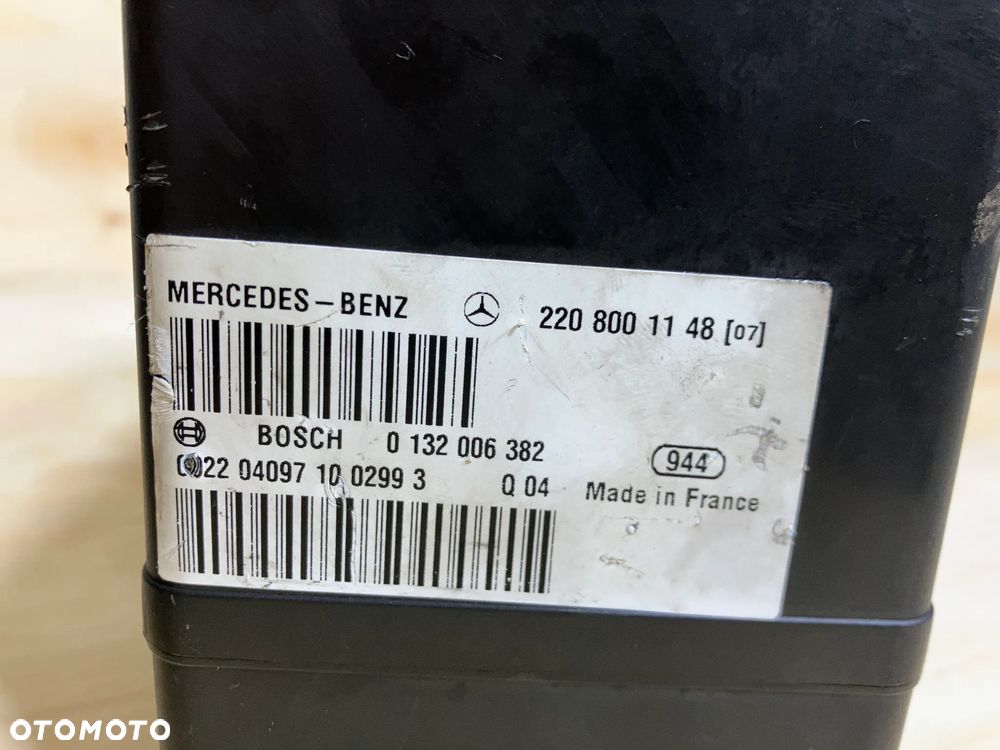 MERCEDES-BENZ 220 800 11 48 [07]
BOSCH 0 132 006 382
22 04097 10 0299 3 Q 04
944
Made in France
OTOMOTO